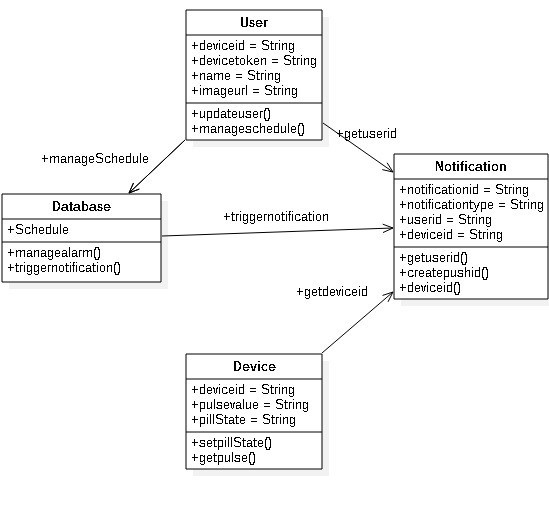 User
+deviceid = String
+devicetoken = String
+name = String
+imageurl = String
+updateuser()
+manageschedule()
+getuserid
+manageSchedule
Notification
+notificationid = String
+notificationtype = String
+userid = String
+deviceid = String
+getuserid()
+createpushid()
+deviceid()
Database
+Schedule
+managealarm()
+triggernotification()
+triggernotification
+getdeviceid
Device
+deviceid = String
+pulsevalue = String
+pillState = String
+setpillState()
+getpulse()